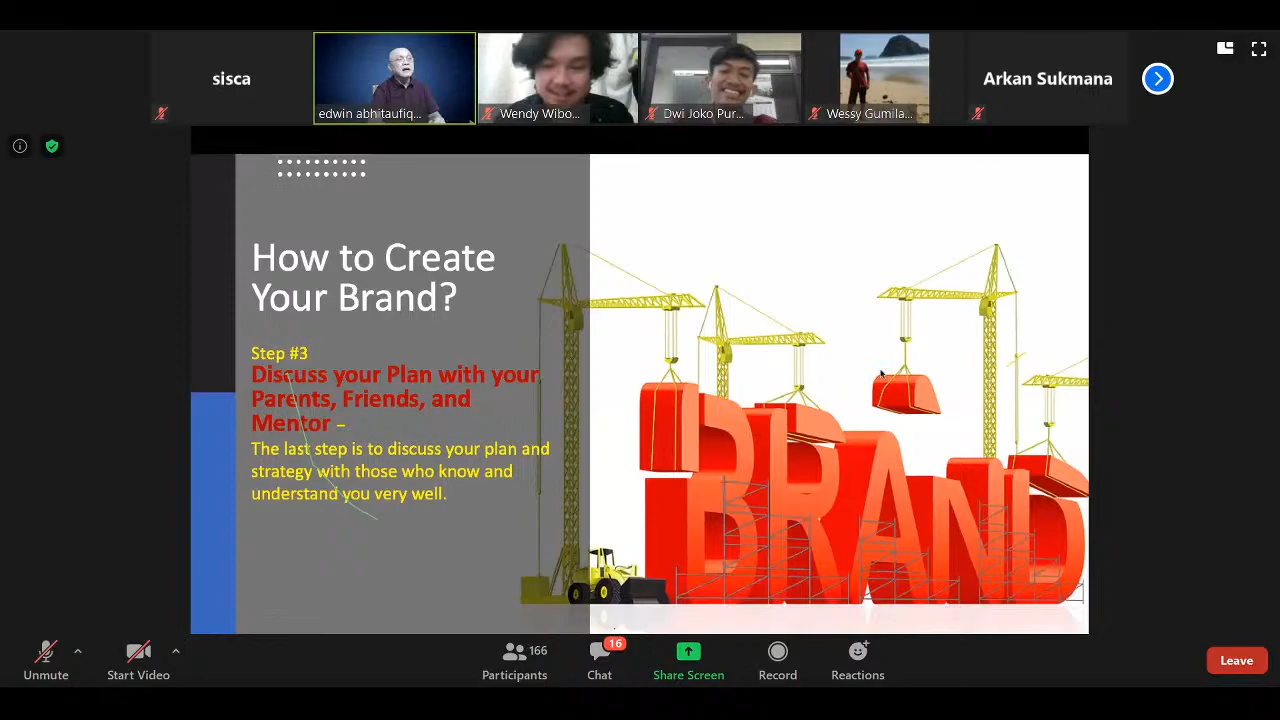 sisca
edwin abhitaufiq...
Wendy Wibo...
Dwi Joko Pur...
Wessy Gumila...
Arkan Sukmana
How to Create
Your Brand?
Step #3
Discuss your Plan with your
Parents, Friends, and
Mentor –
The last step is to discuss your plan and
strategy with those who know and
understand you very well.
BRAND
Unmute
Start Video
Participants
166
Chat
16
Share Screen
Record
Reactions
Leave